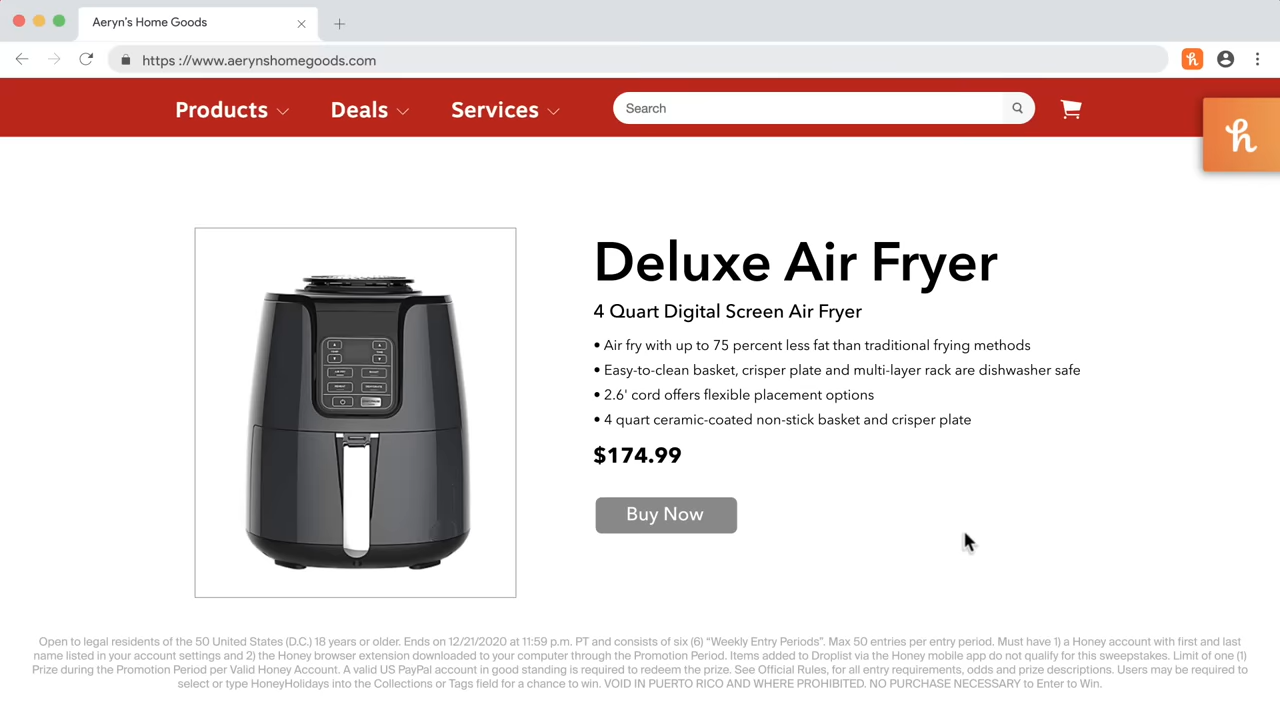 Aeryn's Home Goods
https ://www.aerynshomegoods.com
h
Products
Deals
Services
Search
h
Deluxe Air Fryer
4 Quart Digital Screen Air Fryer
• Air fry with up to 75 percent less fat than traditional frying methods
• Easy-to-clean basket, crisper plate and multi-layer rack are dishwasher safe
• 2.6' cord offers flexible placement options
• 4 quart ceramic-coated non-stick basket and crisper plate
$174.99
Buy Now
Open to legal residents of the 50 United States (D.C.) 18 years or older. Ends on 12/21/2020 at 11:59 p.m. PT and consists of six (6) “Weekly Entry Periods”. Max 50 entries per entry period. Must have 1) a Honey account with first and last
name listed in your account settings and 2) the Honey browser extension downloaded to your computer through the Promotion Period. Items added to Droplist via the Honey mobile app do not qualify for this sweepstakes. Limit of one (1)
Prize during the Promotion Period per Valid Honey Account. A valid US PayPal account in good standing is required to redeem the prize. See Official Rules, for all entry requirements, odds and prize descriptions. Users may be required to
select or type HoneyHolidays into the Collections or Tags field for a chance to win. VOID IN PUERTO RICO AND WHERE PROHIBITED. NO PURCHASE NECESSARY to Enter to Win.